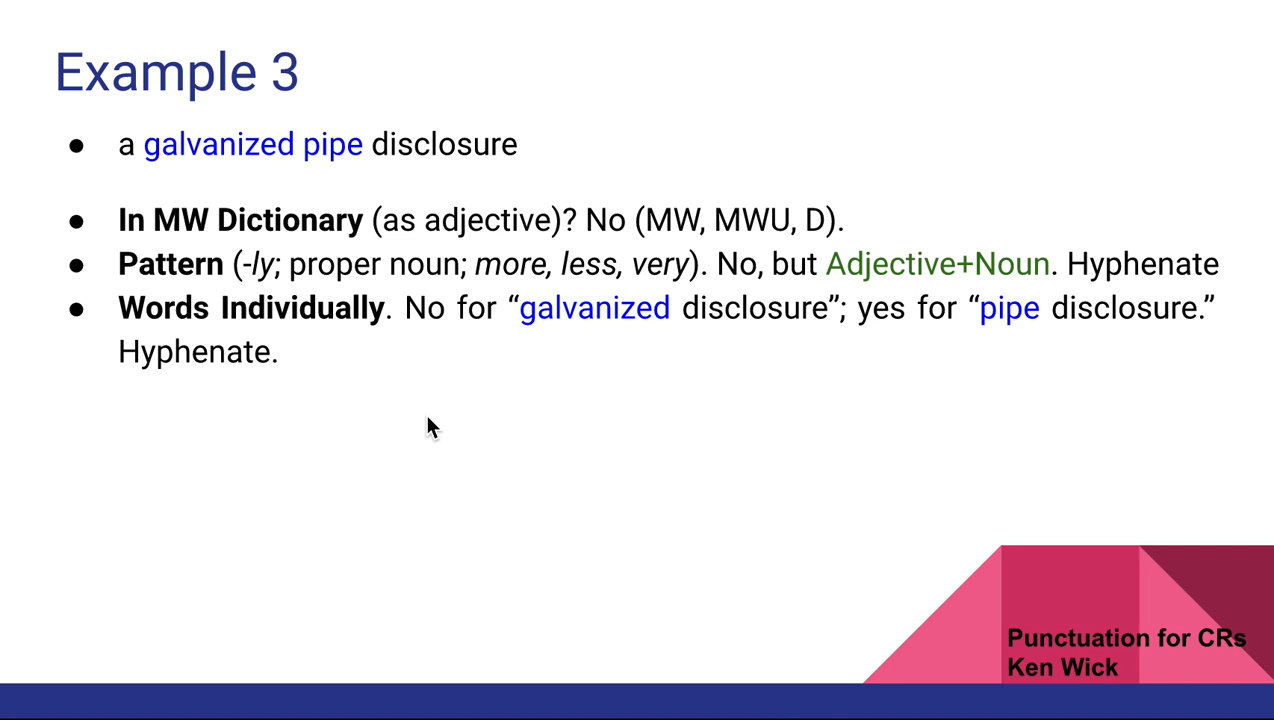 Example 3
● a galvanized pipe disclosure
● In MW Dictionary (as adjective)? No (MW, MWU, D).
● Pattern (-ly; proper noun; more, less, very). No, but Adjective+Noun. Hyphenate
● Words Individually. No for “galvanized disclosure”; yes for “pipe disclosure.”
Hyphenate.
Punctuation for CRs
Ken Wick